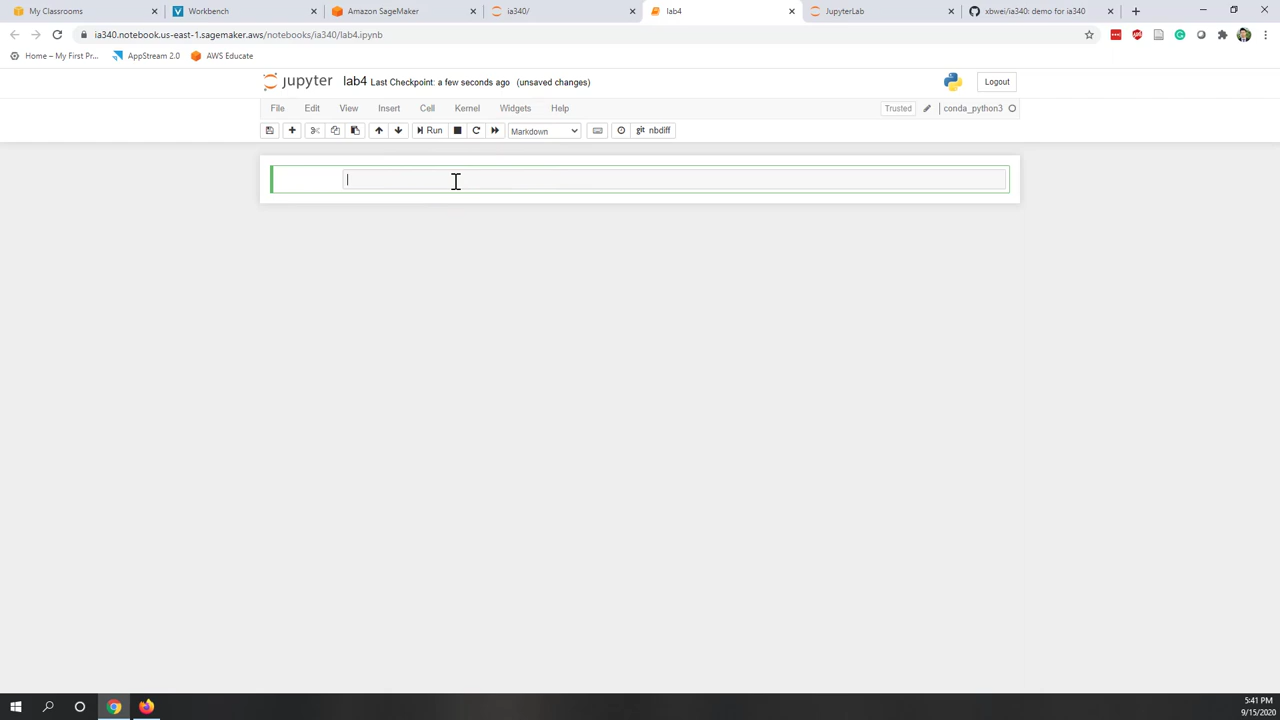 My Classrooms
Workbench
Amazon SageMaker
ia340/
lab4
JupyterLab
xbwei/ia340: demo for ia340
ia340.notebook.us-east-1.sagemaker.aws/notebooks/ia340/lab4.ipynb
Home – My First Pr...
AppStream 2.0
AWS Educate
jupyter
lab4
Last Checkpoint: a few seconds ago
(unsaved changes)
Logout
File
Edit
View
Insert
Cell
Kernel
Widgets
Help
Trusted
conda_python3
Run
Markdown
git nbdiff
5:41 PM
9/15/2020